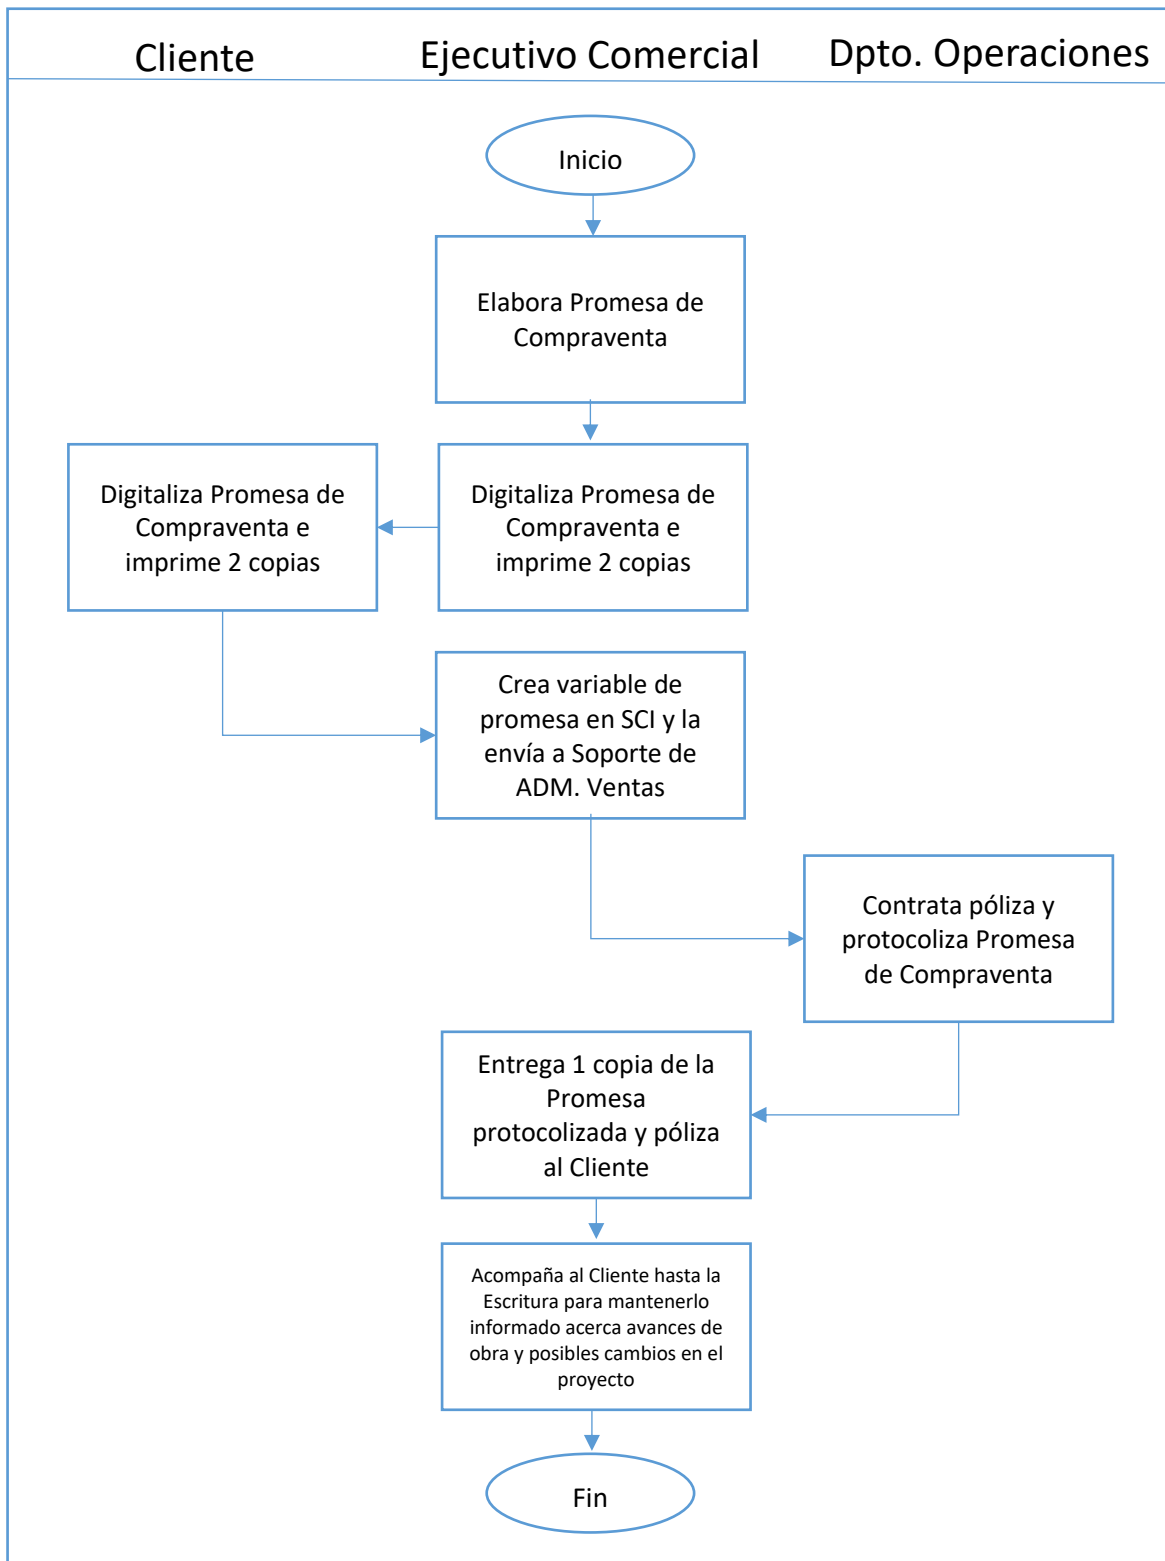 Cliente
Ejecutivo Comercial
Dpto. Operaciones
Inicio
Elabora Promesa de
Compraventa
Digitaliza Promesa de
Compraventa e
imprime 2 copias
Digitaliza Promesa de
Compraventa e
imprime 2 copias
Crea variable de
promesa en SCI y la
envía a Soporte de
ADM. Ventas
Contrata póliza y
protocoliza Promesa
de Compraventa
Entrega 1 copia de la
Promesa
protocolizada y póliza
al Cliente
Acompaña al Cliente hasta la
Escritura para mantenerlo
informado acerca avances de
obra y posibles cambios en el
proyecto
Fin